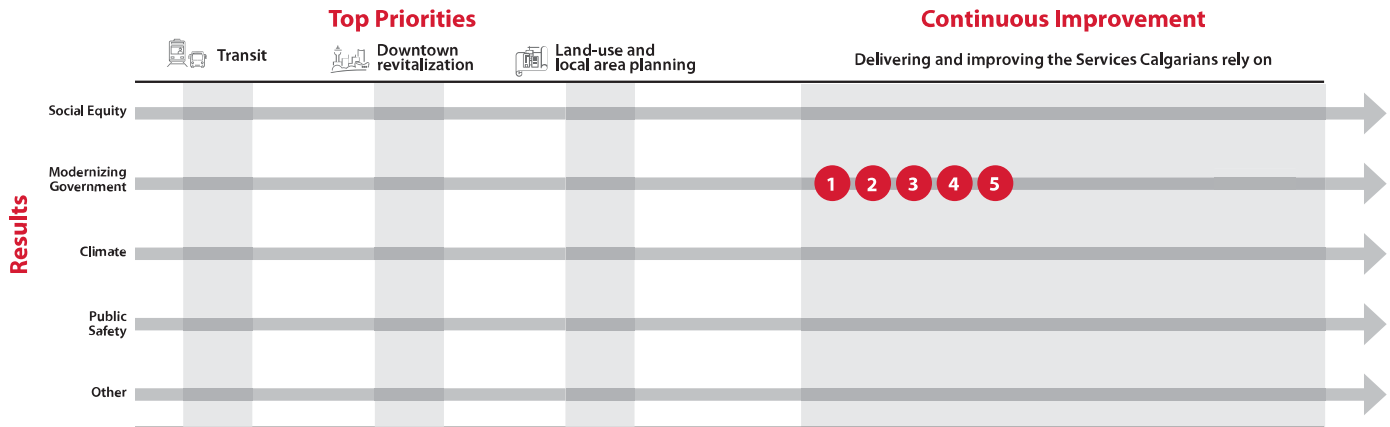 Top Priorities
Continuous Improvement
Transit
Downtown
revitalization
Land-use and
local area planning
Delivering and improving the Services Calgarians rely on
Results
Social Equity
Modernizing
Government
1 2 3 4 5
Climate
Public
Safety
Other